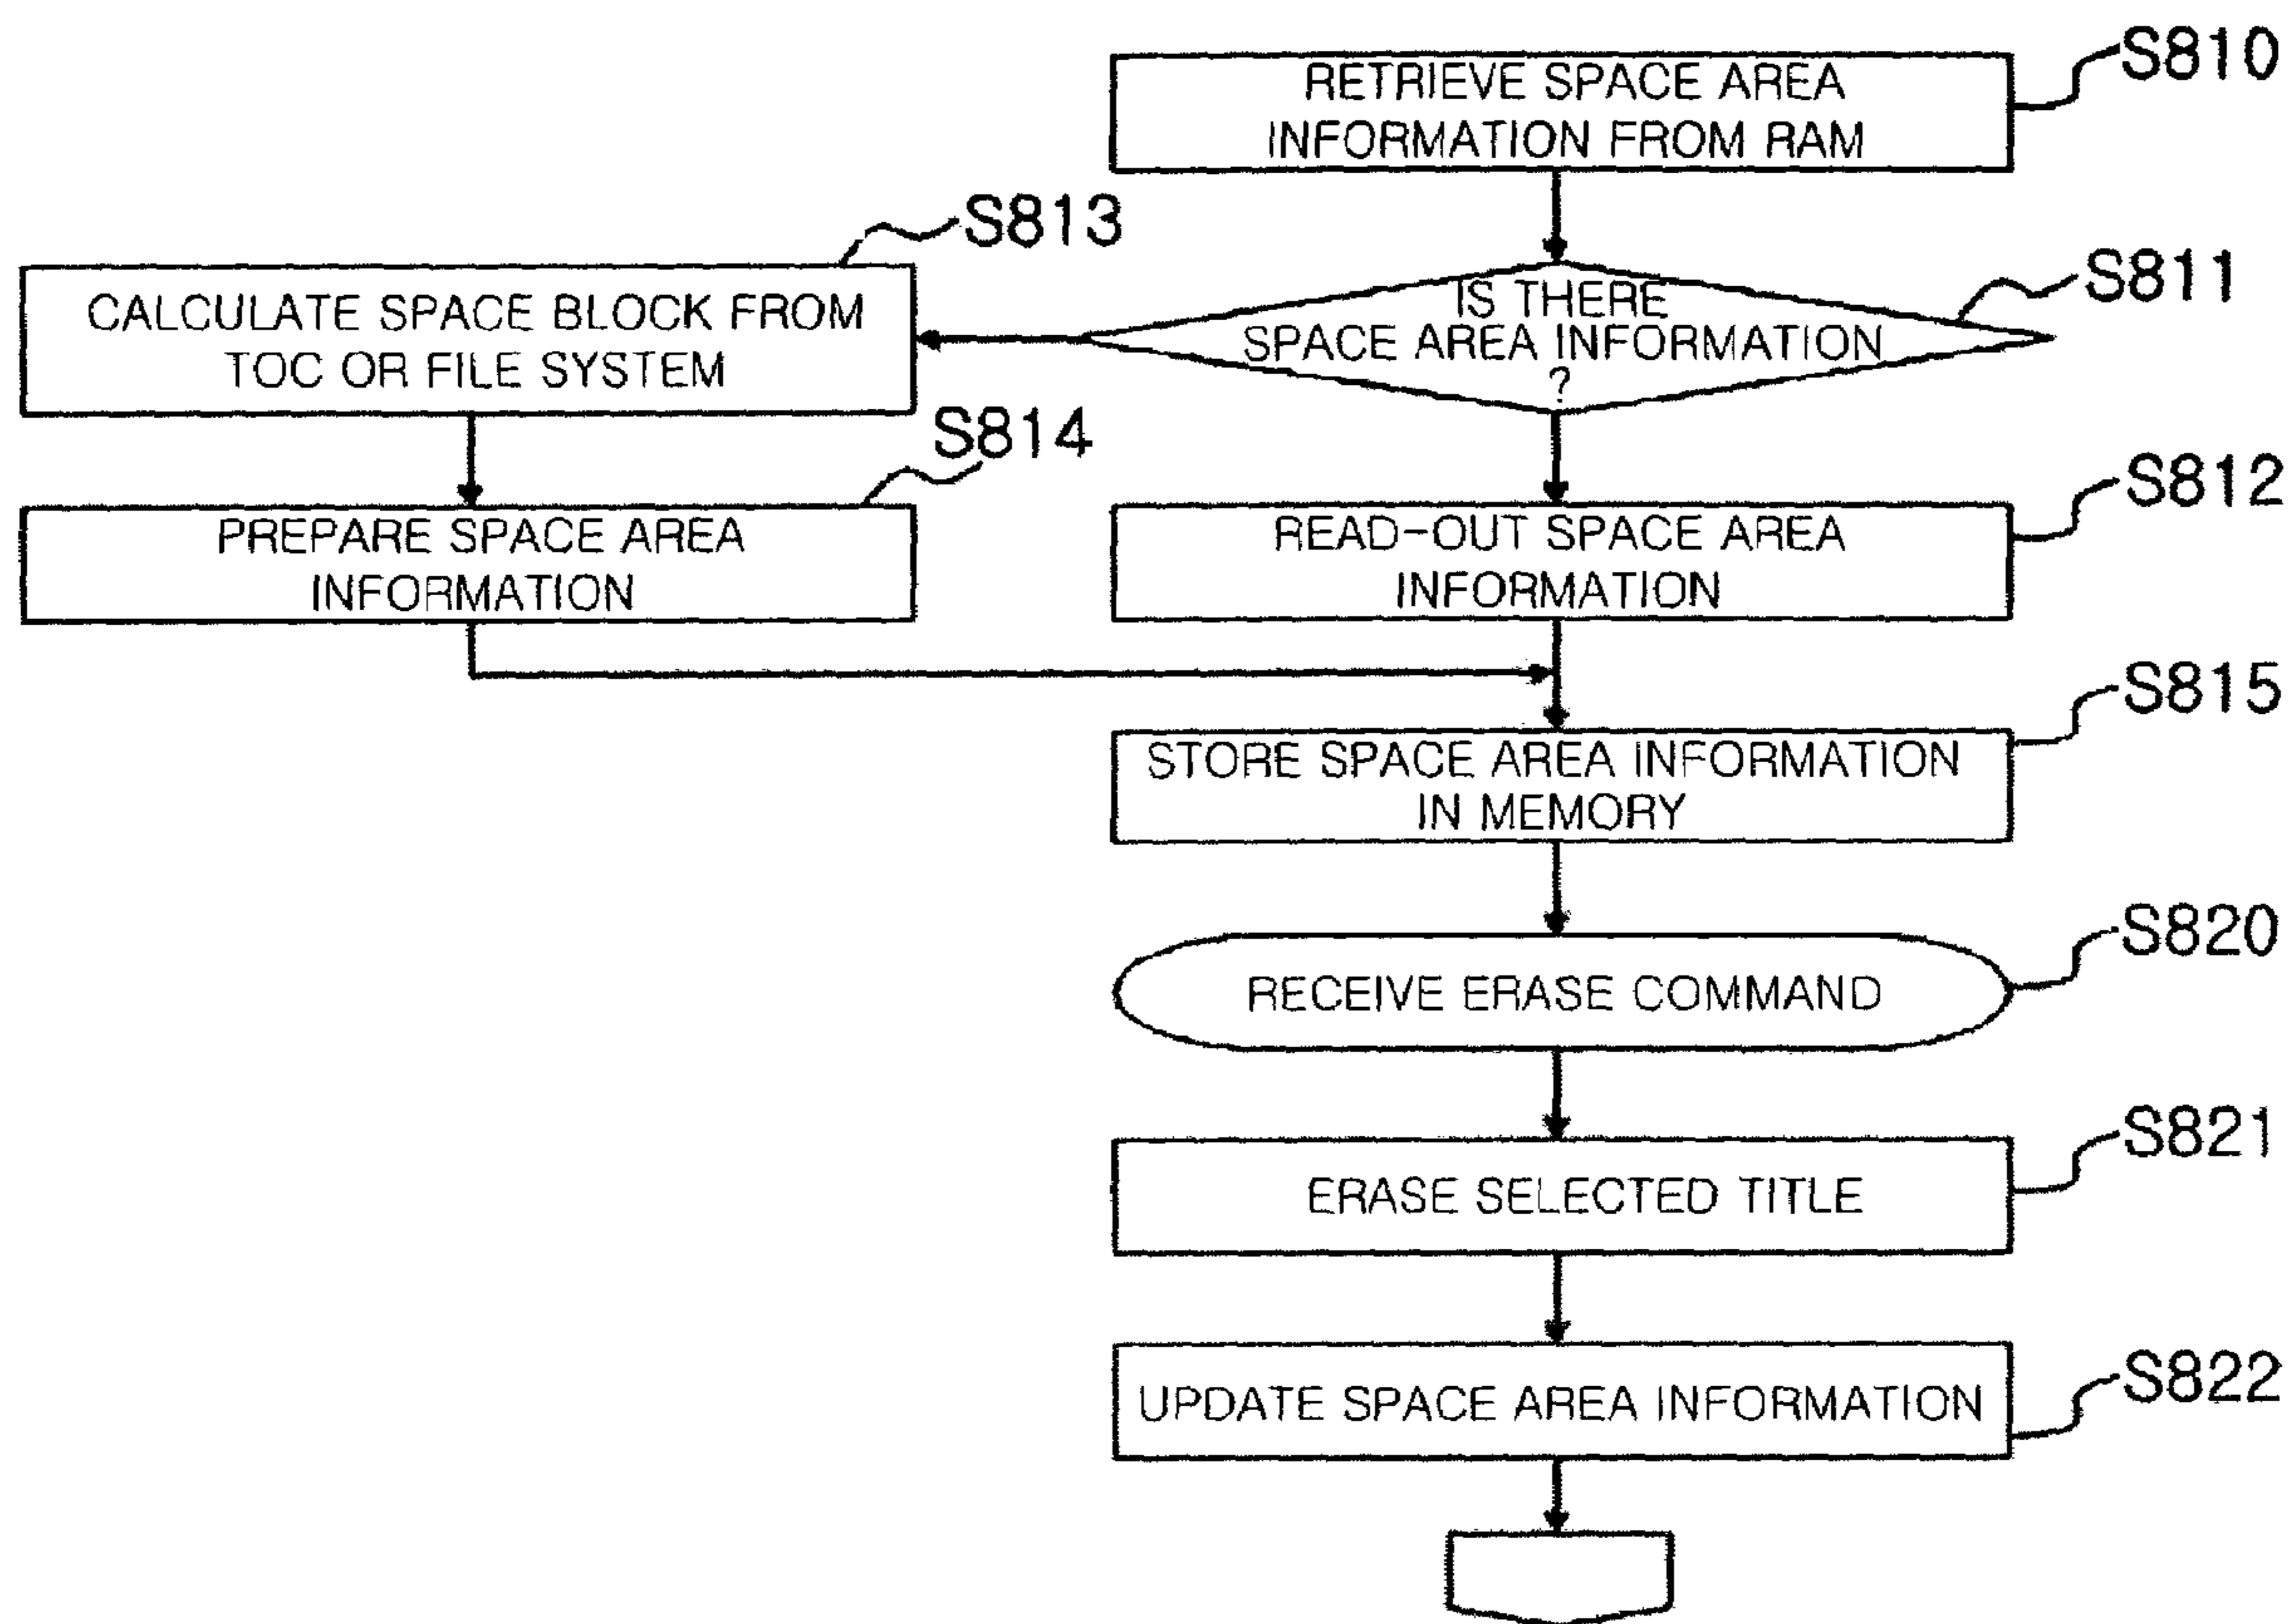 S810
RETRIEVE SPACE AREA
INFORMATION FROM RAM
S813
CALCULATE SPACE BLOCK FROM
TOC OR FILE SYSTEM
S811
IS THERE
SPACE AREA INFORMATION
?
S814
PREPARE SPACE AREA
INFORMATION
S812
READ-OUT SPACE AREA
INFORMATION
S815
STORE SPACE AREA INFORMATION
IN MEMORY
S820
RECEIVE ERASE COMMAND
S821
ERASE SELECTED TITLE
S822
UPDATE SPACE AREA INFORMATION